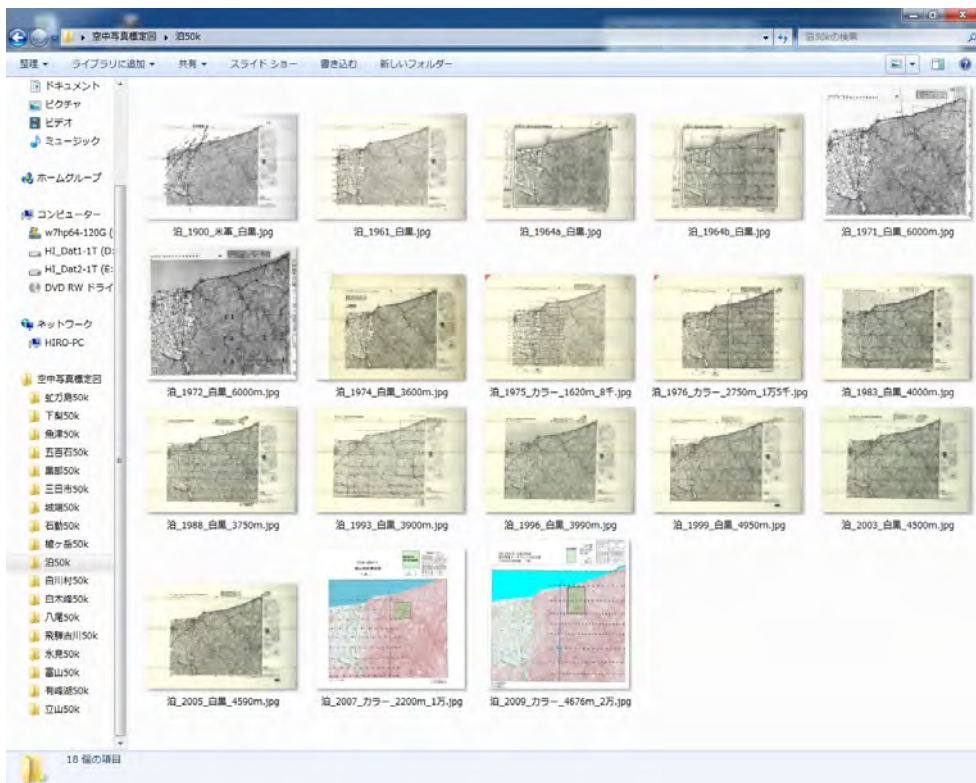 空中写真標定図 ▸ 泊50k
泊50kの検索
整理 ライブラリに追加 共有 スライド ショー 書き込む 新しいフォルダー
ドキュメント
ピクチャ
ビデオ
ミュージック
ホームグループ
コンピューター
w7hp64-120G (
HI_Dat1-1T (D:
HI_Dat2-1T (E:
DVD RW ドライ
ネットワーク
HIRO-PC
空中写真標定図
虻ガ島50k
下梨50k
魚津50k
五百石50k
黒部50k
三日市50k
城端50k
石動50k
槍ヶ岳50k
泊50k
白川村50k
白木峰50k
八尾50k
飛騨古川50k
氷見50k
富山50k
有峰湖50k
立山50k
泊_1900_米軍_白黒.jpg
泊_1961_白黒.jpg
泊_1964a_白黒.jpg
泊_1964b_白黒.jpg
泊_1971_白黒_6000m.jpg
泊_1972_白黒_6000m.jpg
泊_1974_白黒_3600m.jpg
泊_1975_カラー_1620m_8千.jpg
泊_1976_カラー_2750m_1万5千.jpg
泊_1983_白黒_4000m.jpg
泊_1988_白黒_3750m.jpg
泊_1993_白黒_3900m.jpg
泊_1996_白黒_3990m.jpg
泊_1999_白黒_4950m.jpg
泊_2003_白黒_4500m.jpg
泊_2005_白黒_4590m.jpg
泊_2007_カラー_2200m_1万.jpg
泊_2009_カラー_4676m_2万.jpg
18 個の項目